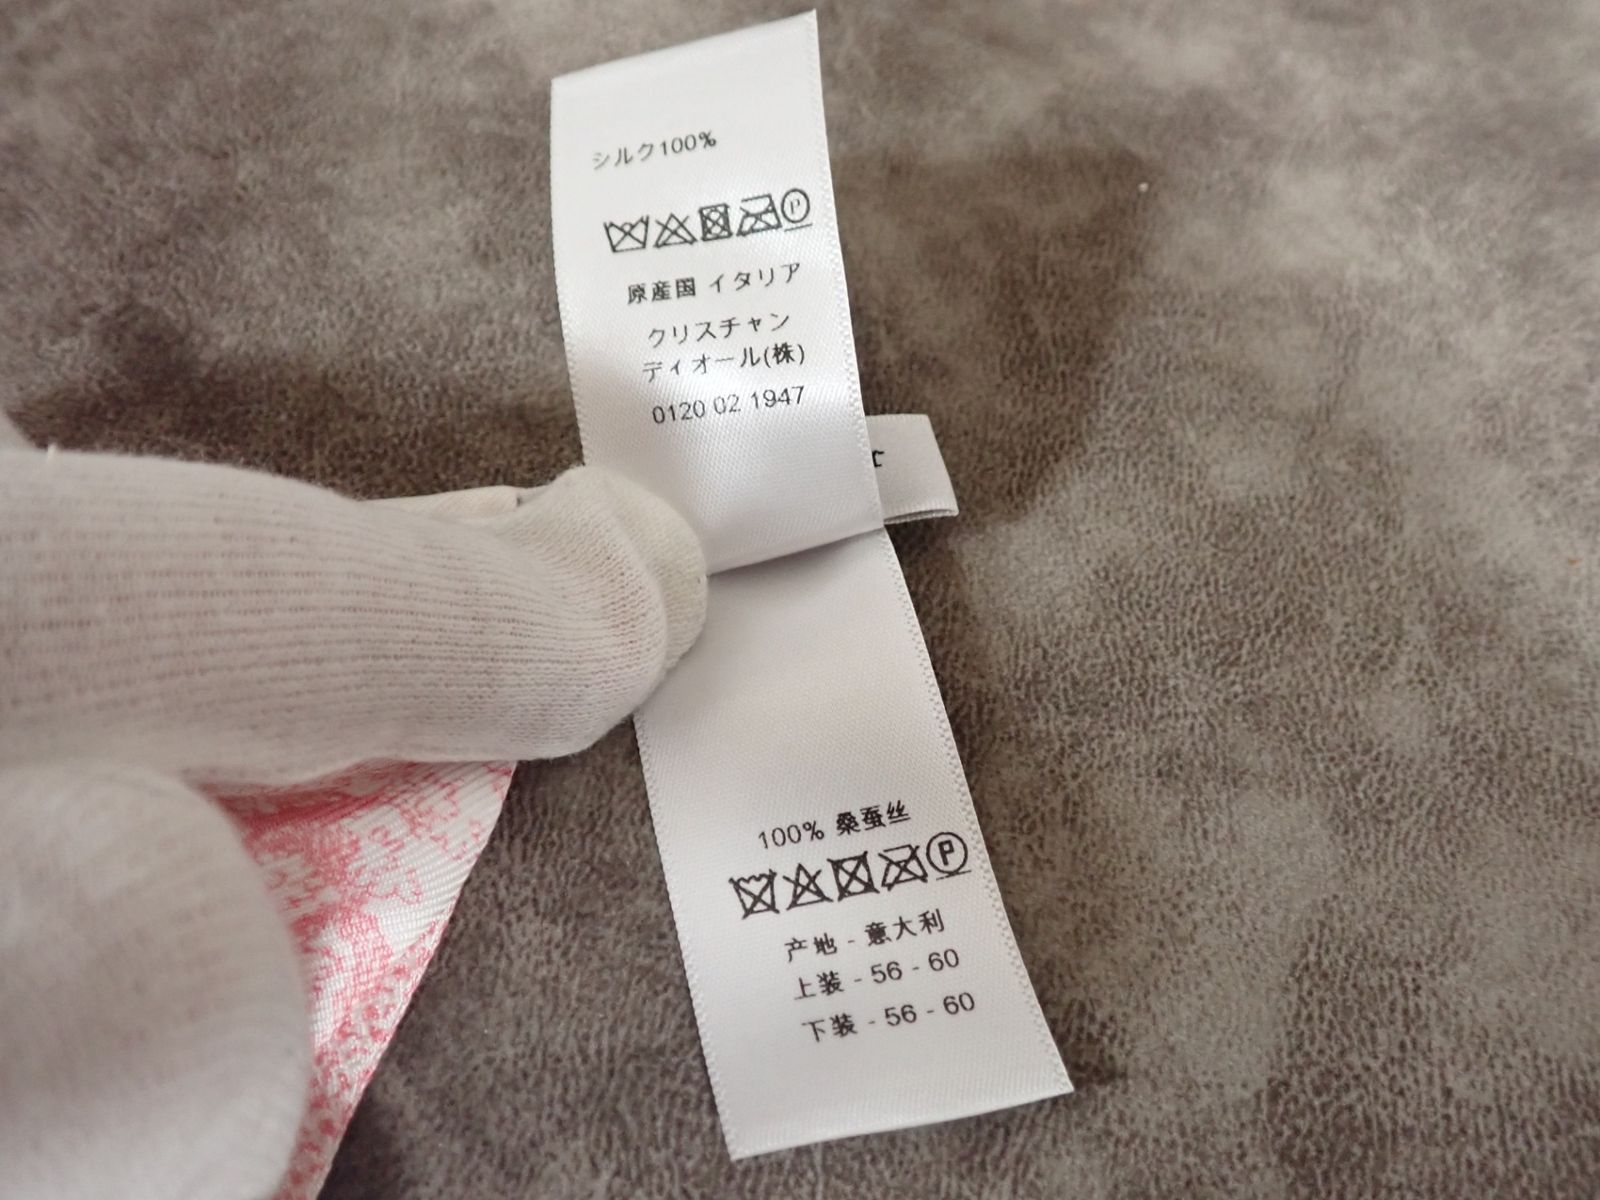 シルク100%
P
原産国 イタリア
クリスチャン
ディオール(株)
0120 02 1947
100% 桑蚕丝
P
产地 - 意大利
上装 - 56 - 60
下装 - 56 - 60